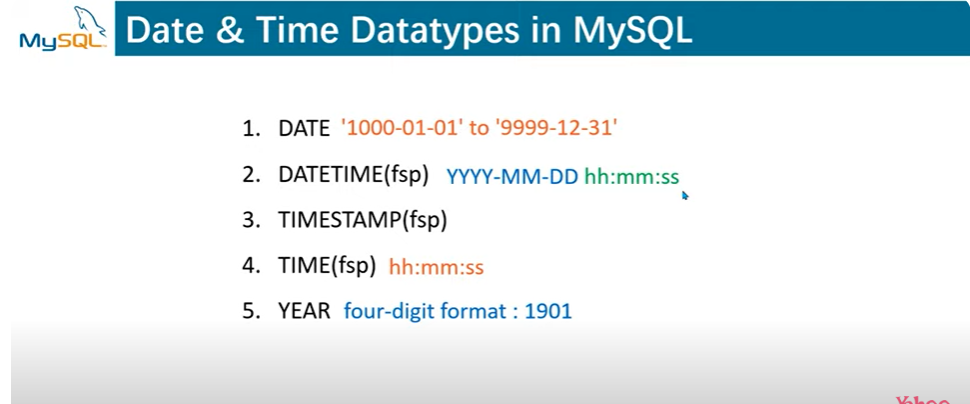 MySQL
Date & Time Datatypes in MySQL
1. DATE '1000-01-01' to '9999-12-31'
2. DATETIME(fsp) YYYY-MM-DD hh:mm:ss
3. TIMESTAMP(fsp)
4. TIME(fsp) hh:mm:ss
5. YEAR four-digit format : 1901